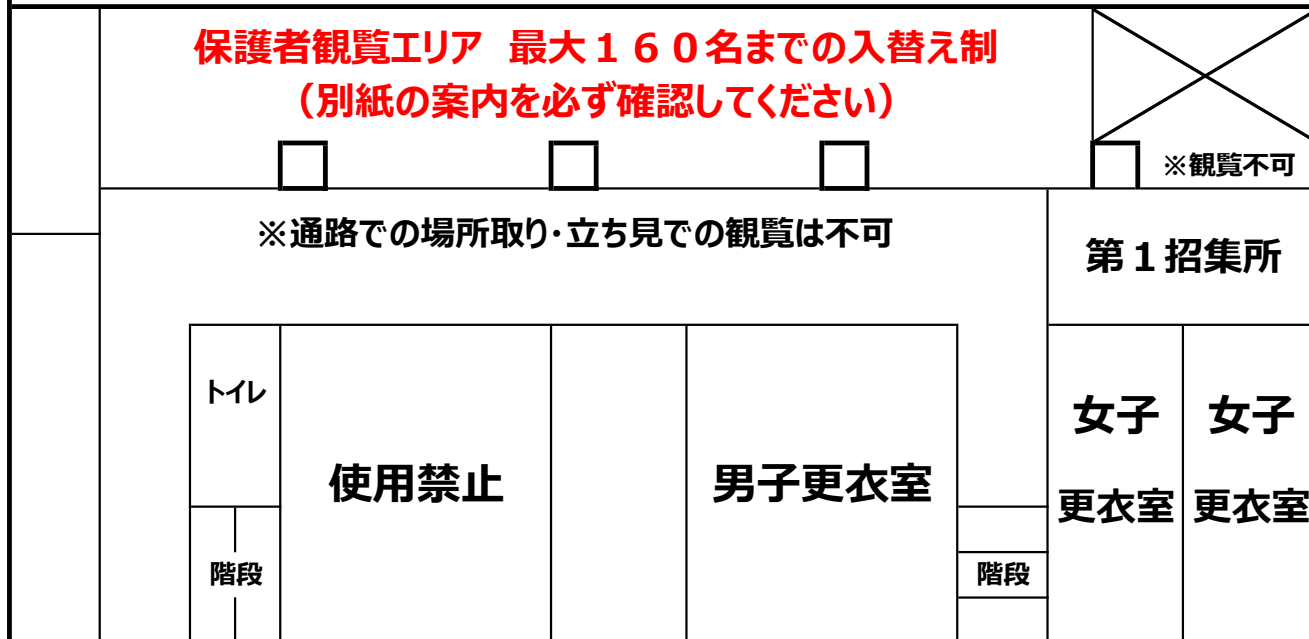 保護者観覧エリア 最大１６０名までの入替え制
（別紙の案内を必ず確認してください）
※観覧不可
※通路での場所取り・立ち見での観覧は不可
第１招集所
トイレ
使用禁止
男子更衣室
女子
更衣室
女子
更衣室
階段
階段